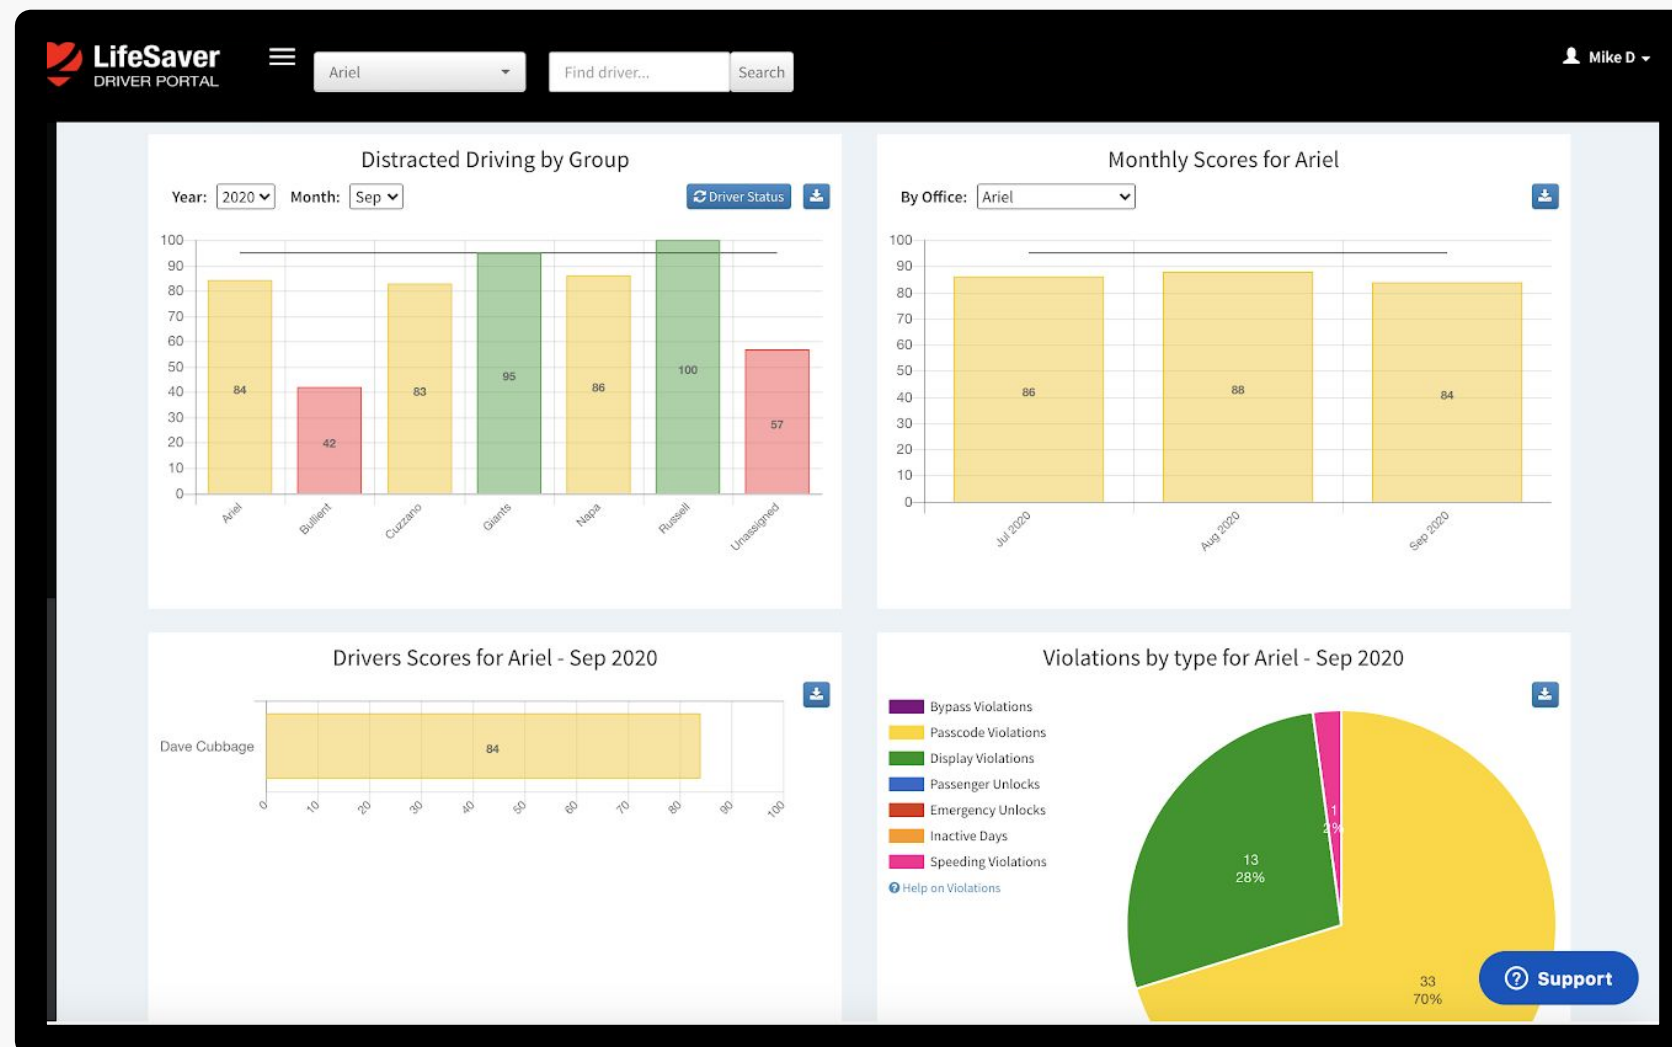 LifeSaver
DRIVER PORTAL
Ariel
Find driver...
Search
Mike D
Distracted Driving by Group
Year: 2020 Month: Sep
Driver Status
100
90
80
70
60
50
40
30
20
10
0
84
42
83
95
86
100
57
Ariel
Bullient
Cuzzano
Giants
Napa
Russell
Unassigned
Monthly Scores for Ariel
By Office: Ariel
100
90
80
70
60
50
40
30
20
10
0
86
88
84
Jul 2020
Aug 2020
Sep 2020
Drivers Scores for Ariel - Sep 2020
Dave Cubbage
84
0
10
20
30
40
50
60
70
80
90
100
Violations by type for Ariel - Sep 2020
Bypass Violations
Passcode Violations
Display Violations
Passenger Unlocks
Emergency Unlocks
Inactive Days
Speeding Violations
? Help on Violations
1
2%
13
28%
33
70%
? Support